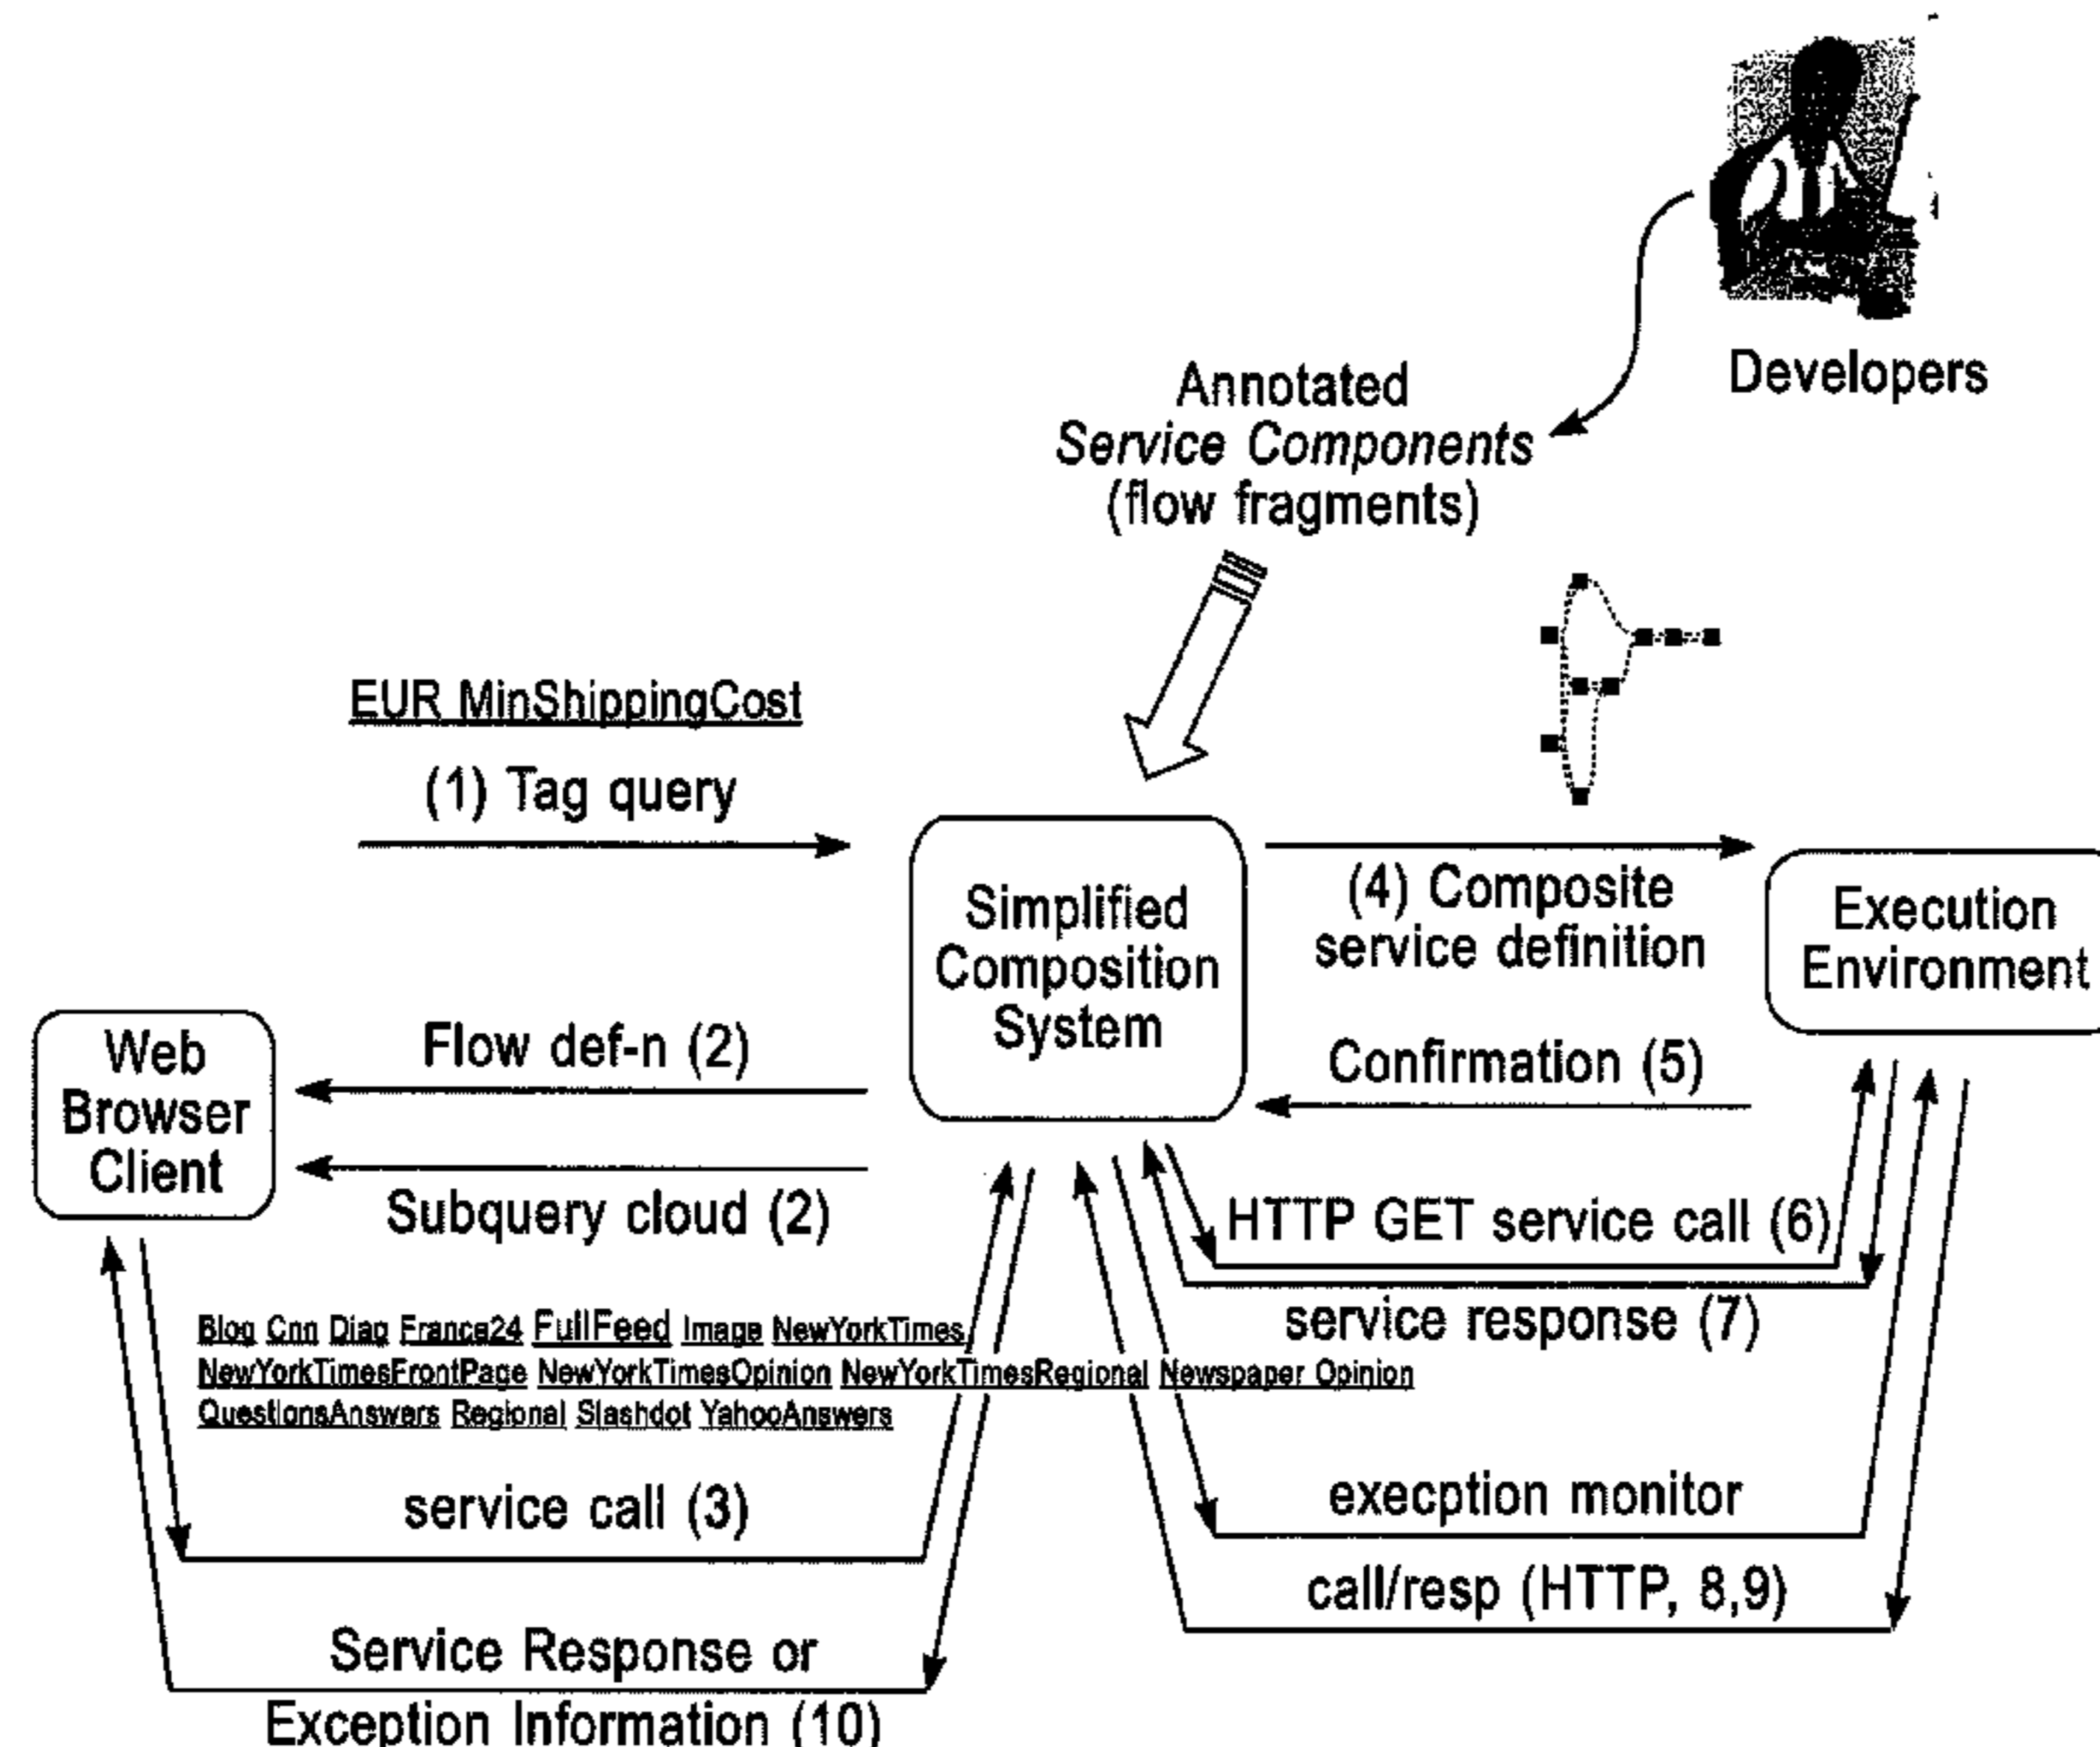 Developers
Annotated
Service Components
(flow fragments)
EUR MinShippingCost
(1) Tag query
Simplified
Composition
System
(4) Composite
service definition
Execution
Environment
Web
Browser
Client
Flow def-n (2)
Confirmation (5)
Subquery cloud (2)
HTTP GET service call (6)
service response (7)
Blog Cnn Diag France24 FullFeed Image NewYorkTimes
NewYorkTimesFrontPage NewYorkTimesOpinion NewYorkTimesRegional Newspaper Opinion
QuestionsAnswers Regional Slashdot YahooAnswers
service call (3)
execption monitor
call/resp (HTTP, 8,9)
Service Response or
Exception Information (10)